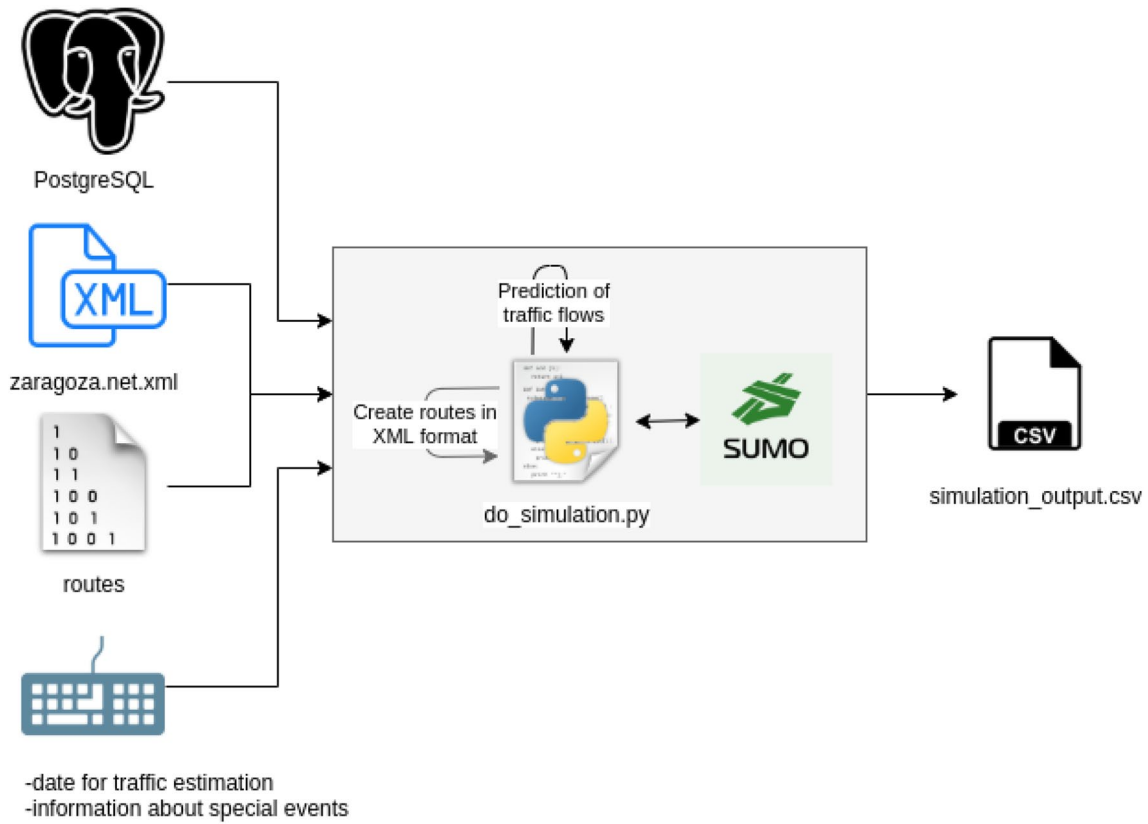 PostgreSQL
XML
zaragoza.net.xml
1
1 0
1 1
1 0 0
1 0 1
1 0 0 1
routes
-date for traffic estimation
-information about special events
Prediction of
traffic flows
Create routes in
XML format
do_simulation.py
SUMO
CSV
simulation_output.csv